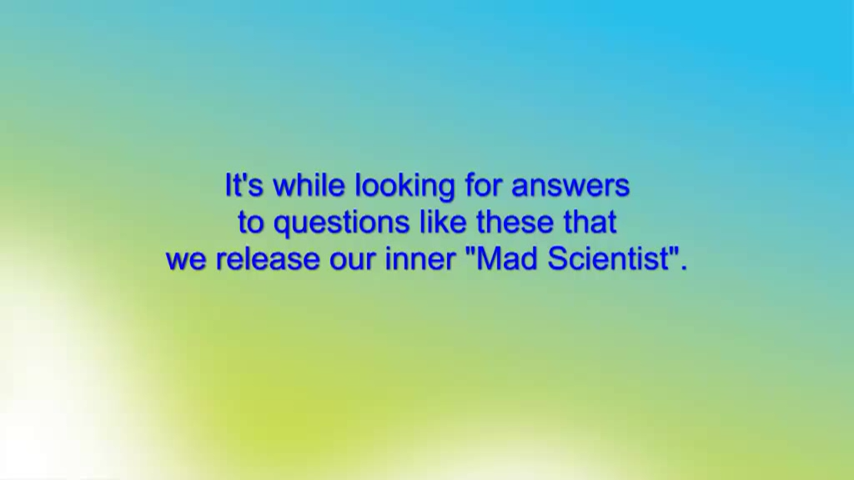 It's while looking for answers
to questions like these that
we release our inner "Mad Scientist".